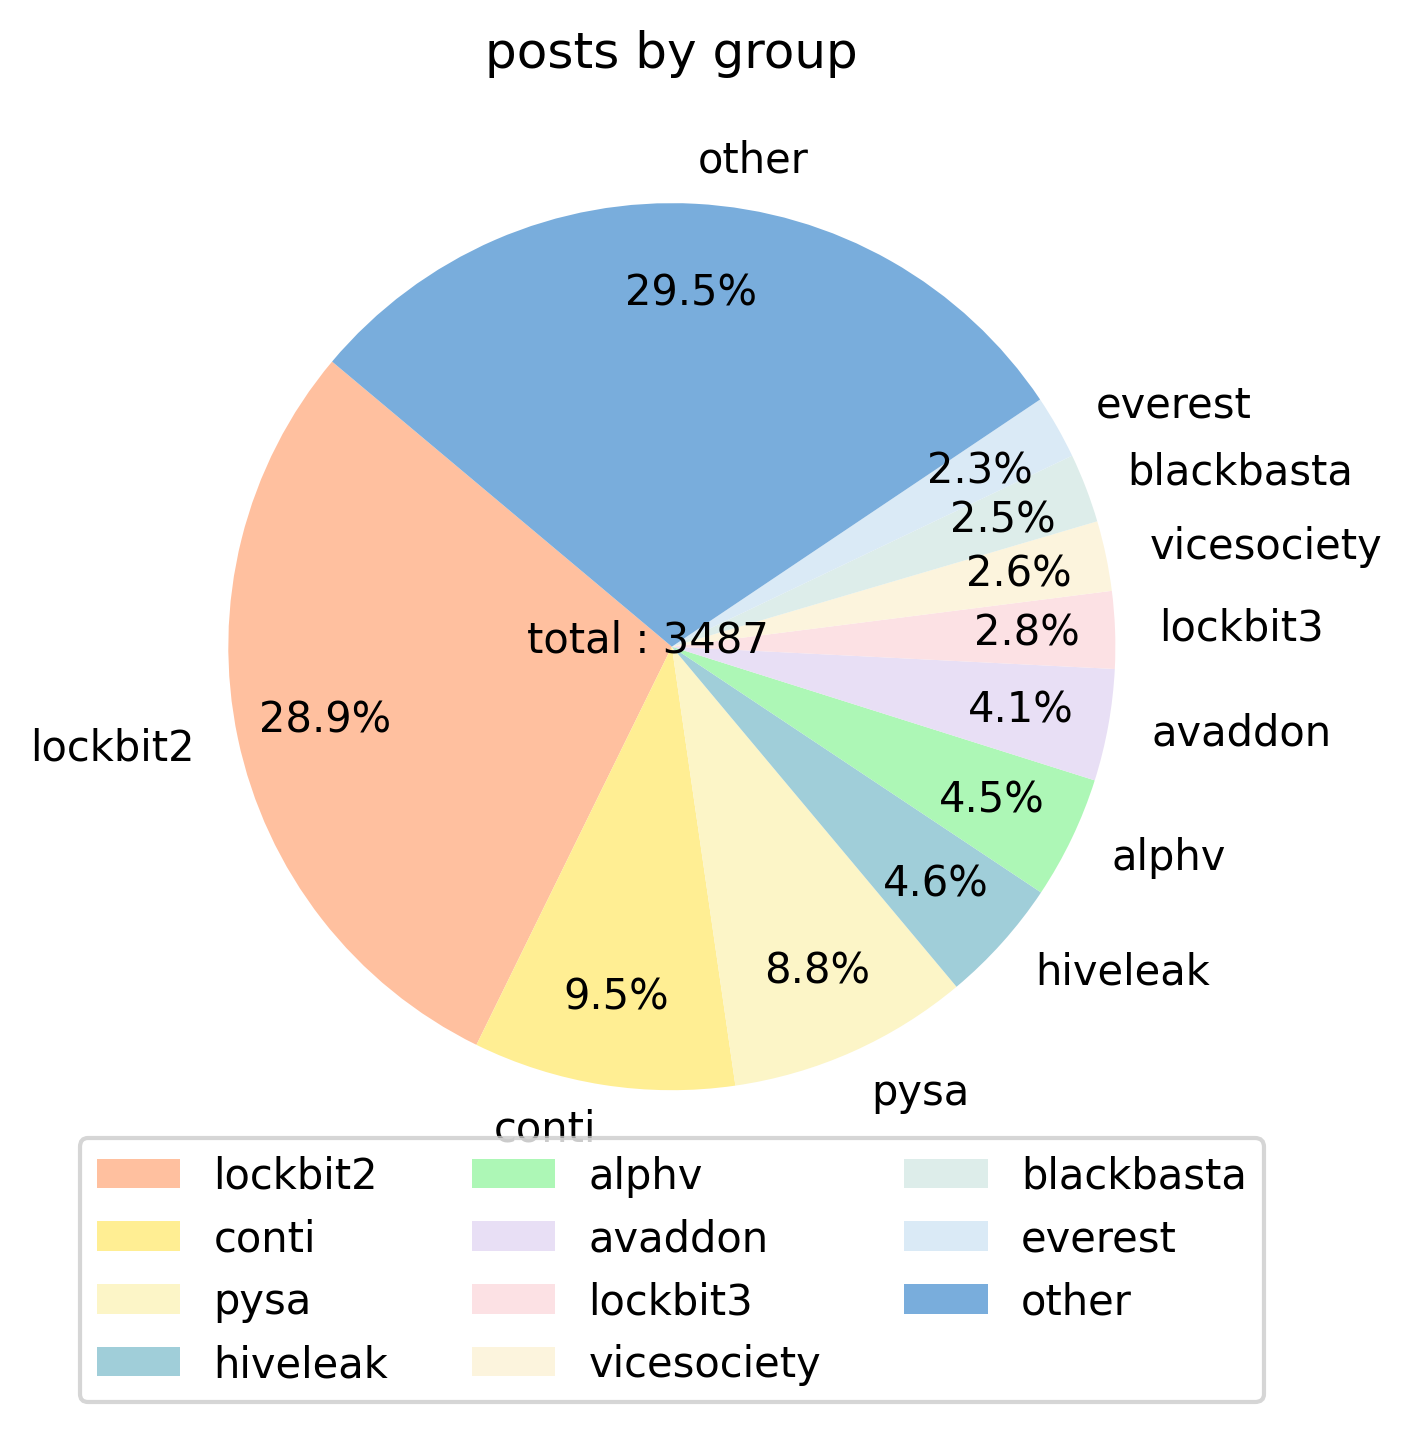 posts by group
other
29.5%
everest
2.3%
blackbasta
2.5%
vicesociety
2.6%
lockbit3
2.8%
total : 3487
avaddon
4.1%
lockbit2
28.9%
alphv
4.5%
hiveleak
4.6%
pysa
8.8%
conti
9.5%
lockbit2
conti
pysa
hiveleak
alphv
avaddon
lockbit3
vicesociety
blackbasta
everest
other